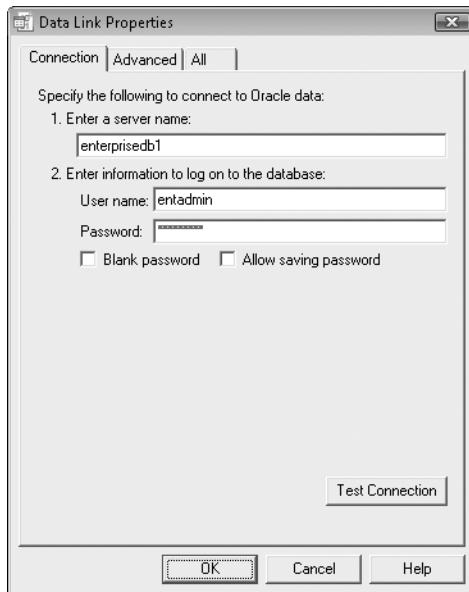 Data Link Properties
Connection Advanced All
Specify the following to connect to Oracle data:
1. Enter a server name:
enterprisedb1
2. Enter information to log on to the database:
User name: entadmin
Password: *********
Blank password Allow saving password
Test Connection
OK Cancel Help